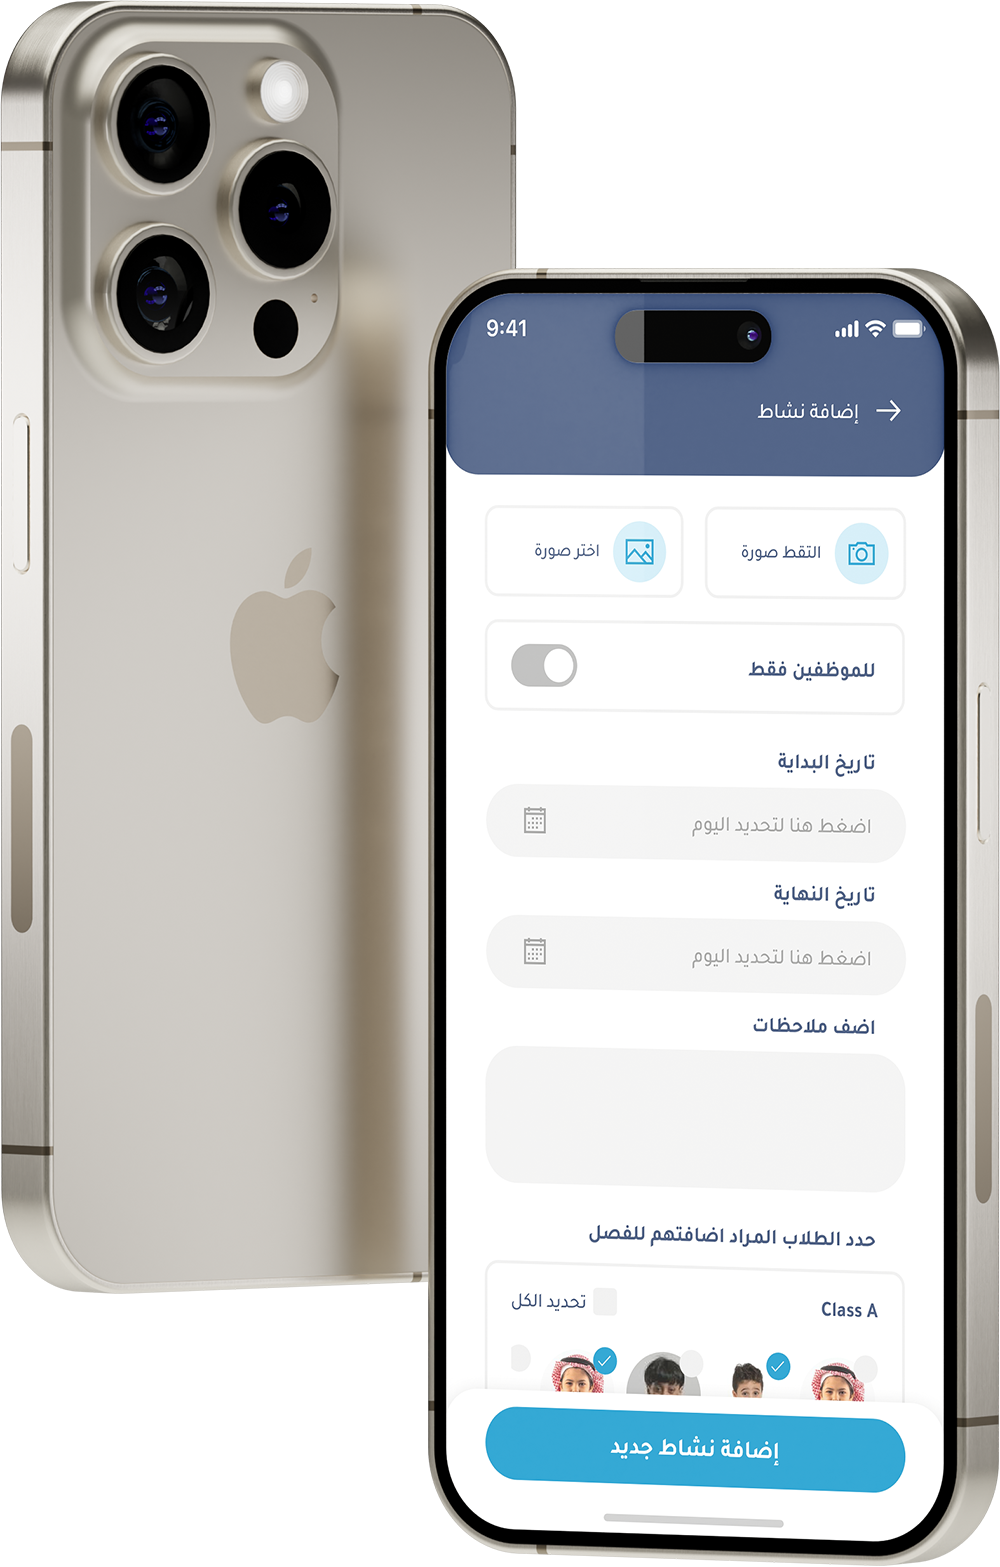 9:41
إضافة نشاط
التقط صورة
اختر صورة
للموظفين فقط
تاريخ البداية
اضغط هنا لتحديد اليوم
تاريخ النهاية
اضغط هنا لتحديد اليوم
اضف ملاحظات
حدد الطلاب المراد اضافتهم للفصل
Class A
تحديد الكل
إضافة نشاط جديد